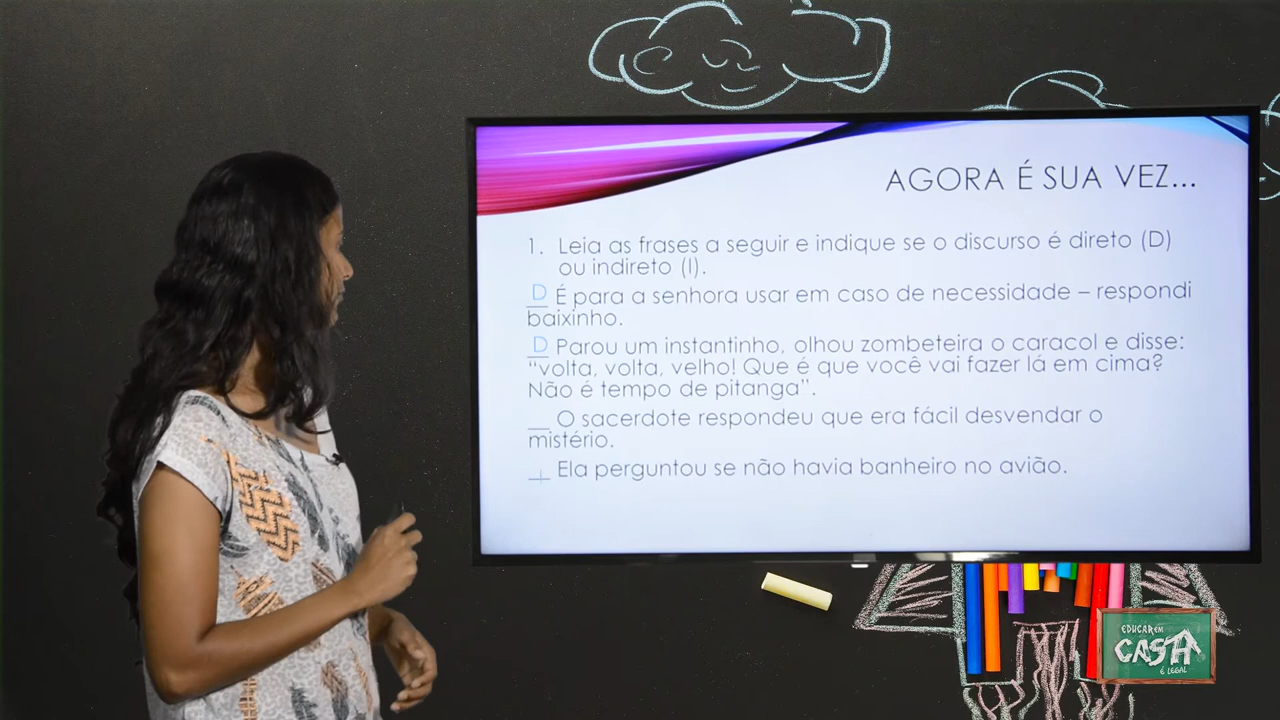 AGORA É SUA VEZ...
1. Leia as frases a seguir e indique se o discurso é direto (D)
ou indireto (I).
D É para a senhora usar em caso de necessidade – respondi
baixinho.
D Parou um instantinho, olhou zombeteira o caracol e disse:
“volta, volta, velho! Que é que você vai fazer lá em cima?
Não é tempo de pitanga”.
__ O sacerdote respondeu que era fácil desvendar o
mistério.
I Ela perguntou se não havia banheiro no avião.
EDUCAR EM
CASA
É LEGAL